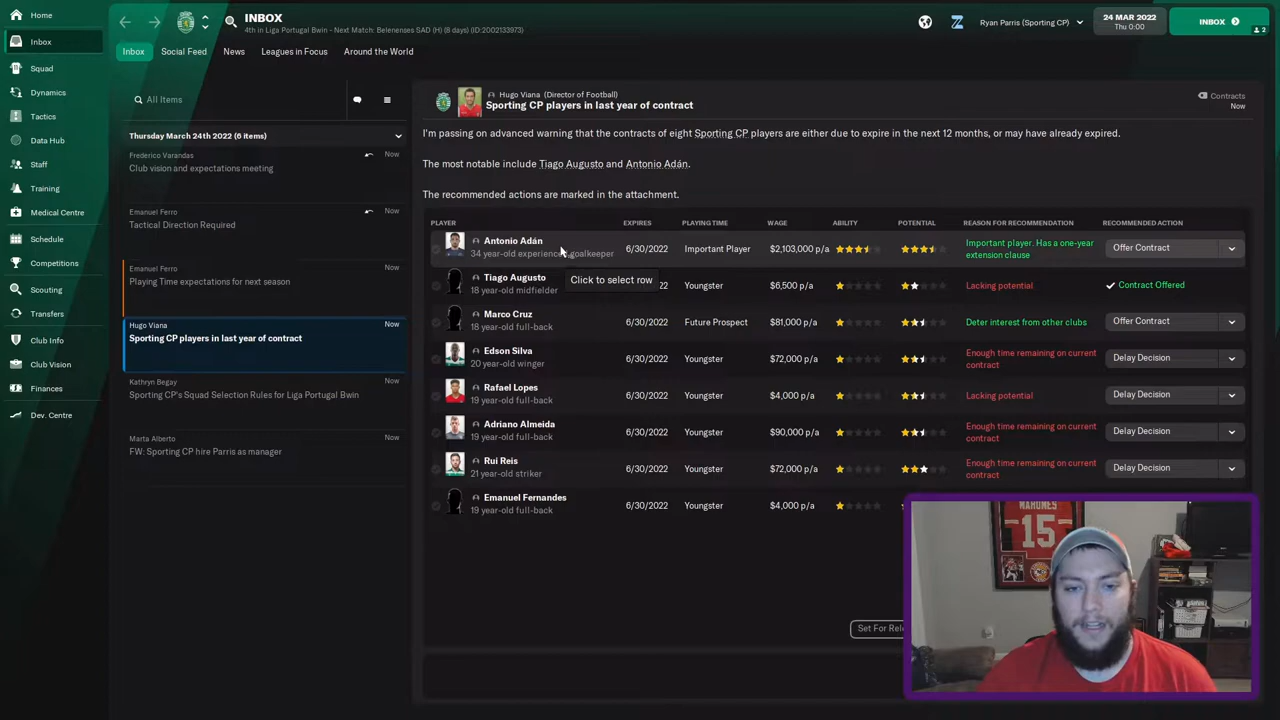 Home
Inbox
Squad
Dynamics
Tactics
Data Hub
Staff
Training
Medical Centre
Schedule
Competitions
Scouting
Transfers
Club Info
Club Vision
Finances
Dev. Centre
INBOX
4th in Liga Portugal Bwin - Next Match: Belenenses SAD (H) (8 days) (ID:2002133973)
Ryan Parris (Sporting CP)
24 MAR 2022
Thu 0:00
INBOX
2
Inbox Social Feed News Leagues in Focus Around the World
All Items
Thursday March 24th 2022 (6 items)
Frederico Varandas Now
Club vision and expectations meeting
Emanuel Ferro Now
Tactical Direction Required
Emanuel Ferro Now
Playing Time expectations for next season
Hugo Viana Now
Sporting CP players in last year of contract
Kathryn Begay Now
Sporting CP's Squad Selection Rules for Liga Portugal Bwin
Marta Alberto Now
FW: Sporting CP hire Parris as manager
Hugo Viana (Director of Football)
Sporting CP players in last year of contract
Contracts
Now
I'm passing on advanced warning that the contracts of eight Sporting CP players are either due to expire in the next 12 months, or may have already expired.
The most notable include Tiago Augusto and Antonio Adán.
The recommended actions are marked in the attachment.
PLAYER EXPIRES PLAYING TIME WAGE ABILITY POTENTIAL REASON FOR RECOMMENDATION RECOMMENDED ACTION
Antonio Adán
34 year-old experienced goalkeeper
6/30/2022 Important Player $2,103,000 p/a
Important player. Has a one-year
extension clause
Offer Contract
Click to select row
Tiago Augusto
18 year-old midfielder
22 Youngster $6,500 p/a Lacking potential Contract Offered
Marco Cruz
18 year-old full-back
6/30/2022 Future Prospect $81,000 p/a Deter interest from other clubs Offer Contract
Edson Silva
20 year-old winger
6/30/2022 Youngster $72,000 p/a
Enough time remaining on current
contract
Delay Decision
Rafael Lopes
19 year-old full-back
6/30/2022 Youngster $4,000 p/a Lacking potential Delay Decision
Adriano Almeida
19 year-old full-back
6/30/2022 Youngster $90,000 p/a
Enough time remaining on current
contract
Delay Decision
Rui Reis
21 year-old striker
6/30/2022 Youngster $72,000 p/a
Enough time remaining on current
contract
Delay Decision
Emanuel Fernandes
19 year-old full-back
6/30/2022 Youngster $4,000 p/a
Set For Rel
MAHOMES
15